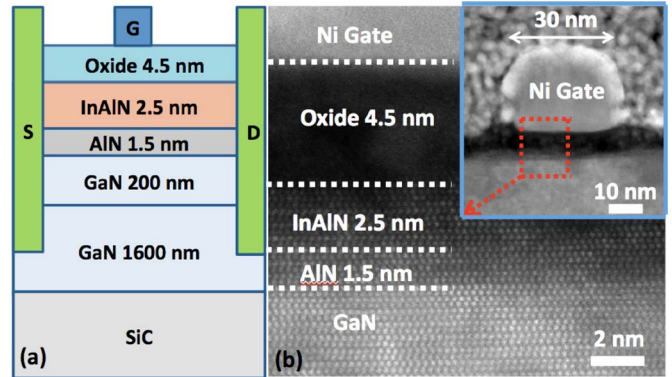 G
Oxide 4.5 nm
InAlN 2.5 nm
S
D
AlN 1.5 nm
GaN 200 nm
GaN 1600 nm
SiC
(a)
Ni Gate
Oxide 4.5 nm
InAlN 2.5 nm
AlN 1.5 nm
GaN
(b)
2 nm
30 nm
Ni Gate
10 nm